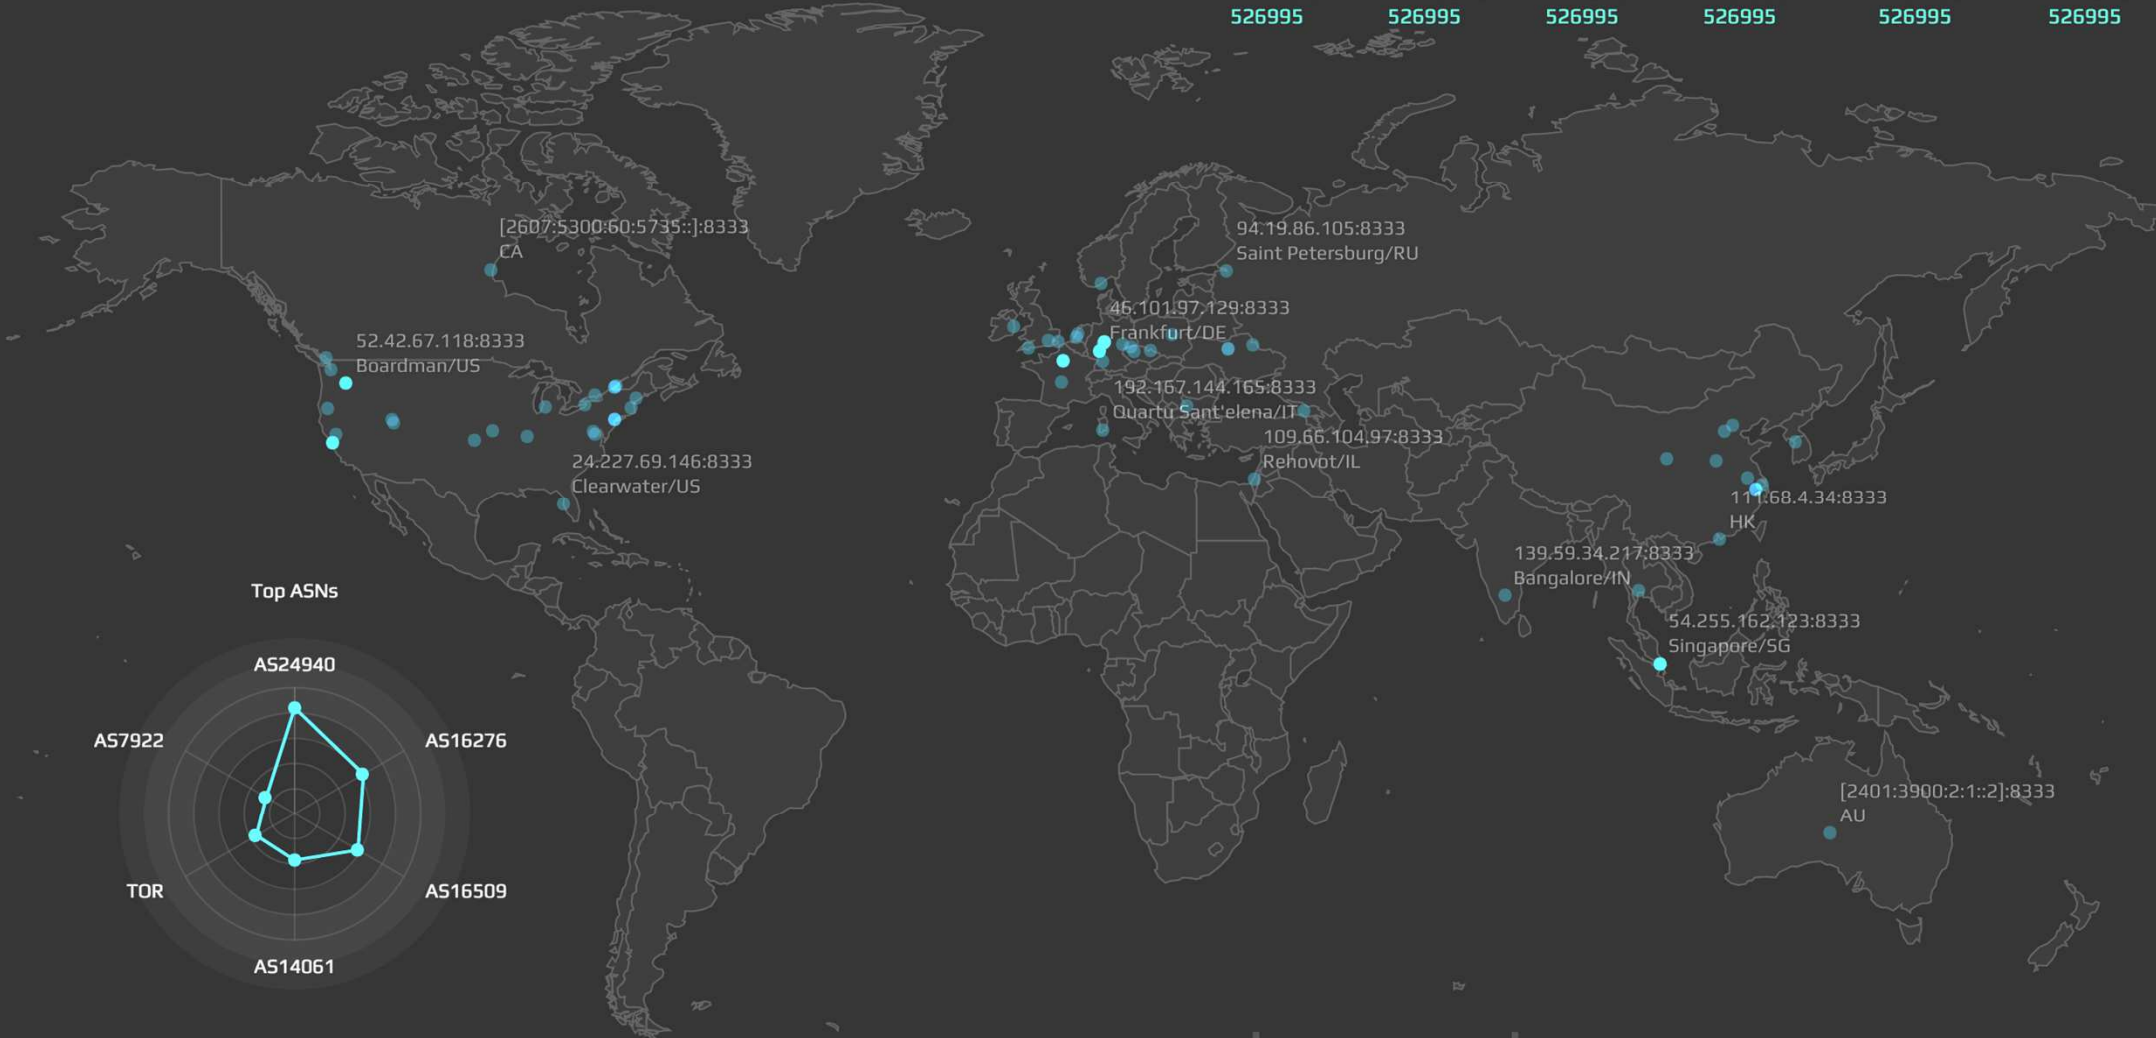 526995 526995 526995 526995 526995 526995
[2607:5300:60:5735::]:8333
CA
94.19.86.105:8333
Saint Petersburg/RU
46.101.97.129:8333
Frankfurt/DE
52.42.67.118:8333
Boardman/US
192.167.144.165:8333
Quartu Sant'elena/IT
109.66.104.97:8333
Rehovot/IL
24.227.69.146:8333
Clearwater/US
111.68.4.34:8333
HK
139.59.34.217:8333
Bangalore/IN
54.255.162.123:8333
Singapore/SG
[2401:3900:2:1::2]:8333
AU
Top ASNs
AS24940
AS7922
AS16276
TOR
AS16509
AS14061